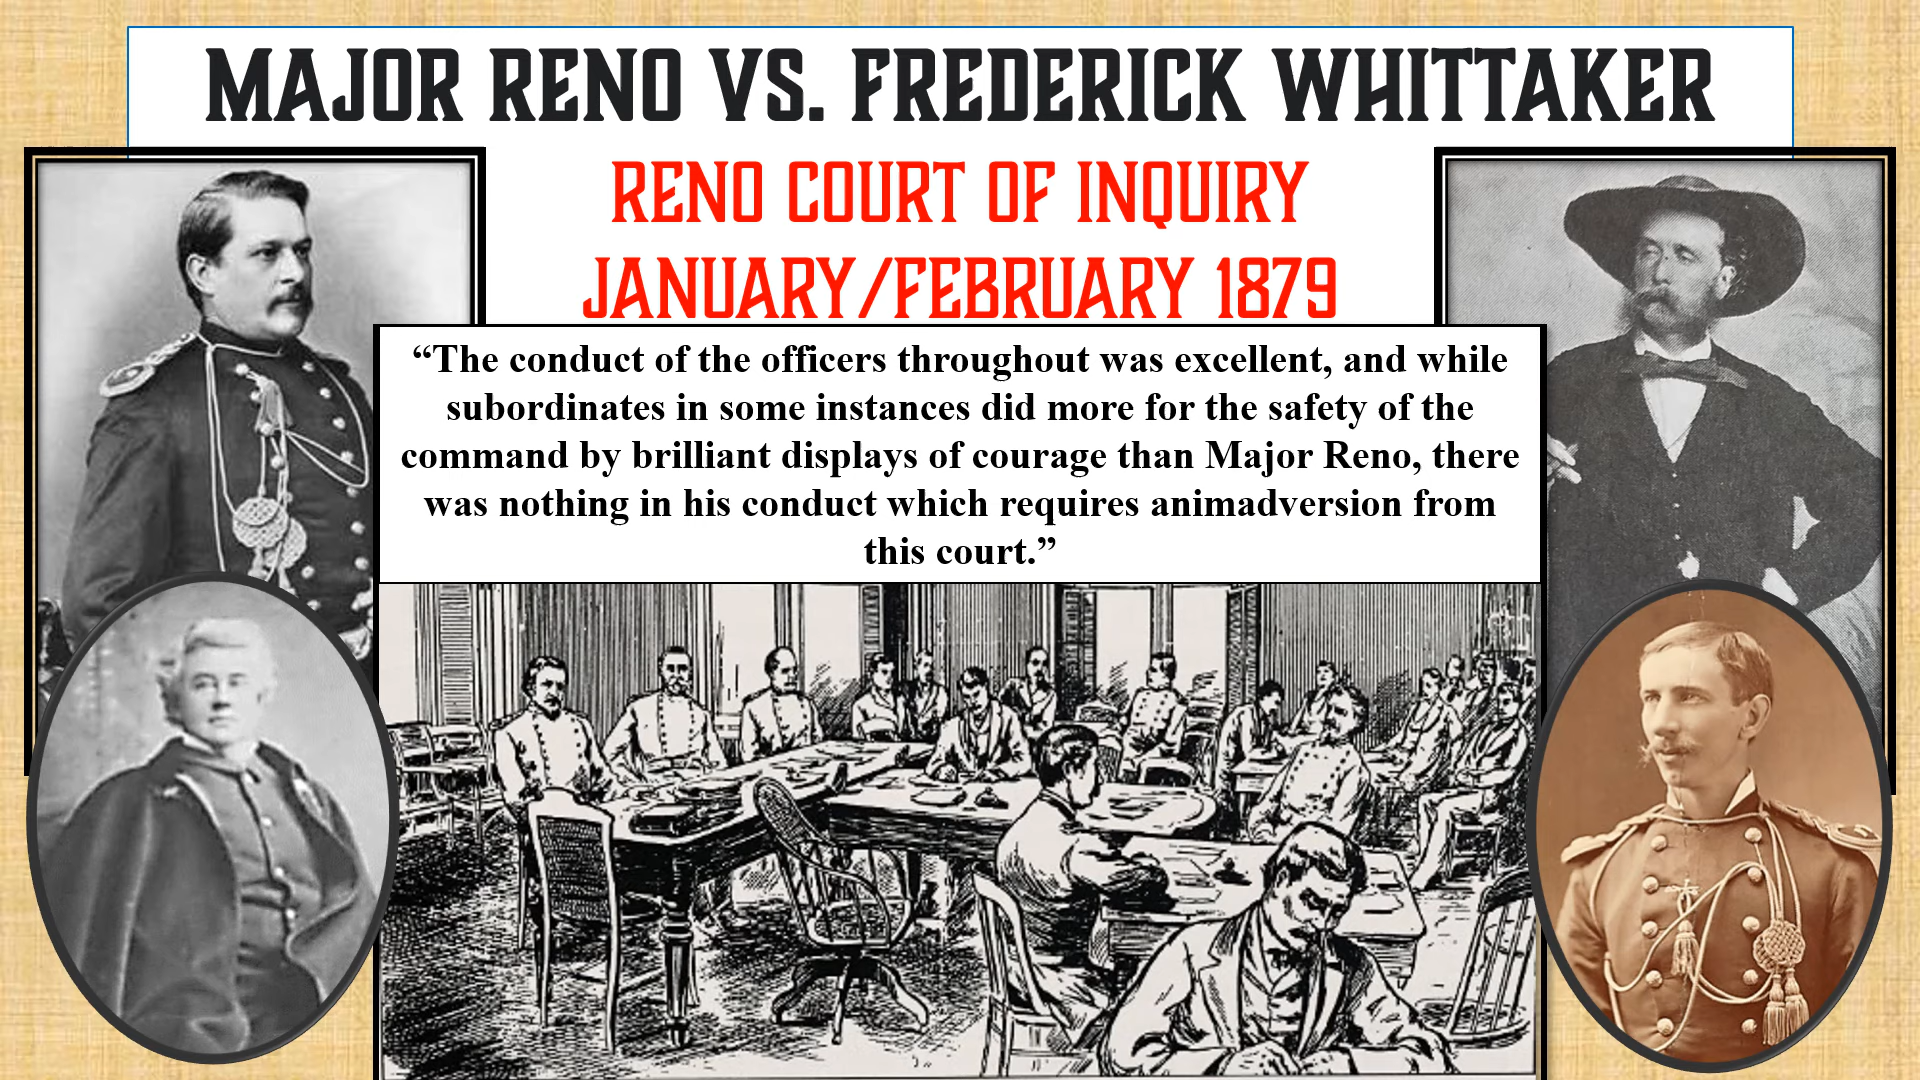 MAJOR RENO VS. FREDERICK WHITTAKER
RENO COURT OF INQUIRY
JANUARY/FEBRUARY 1879
“The conduct of the officers throughout was excellent, and while
subordinates in some instances did more for the safety of the
command by brilliant displays of courage than Major Reno, there
was nothing in his conduct which requires animadversion from
this court.”